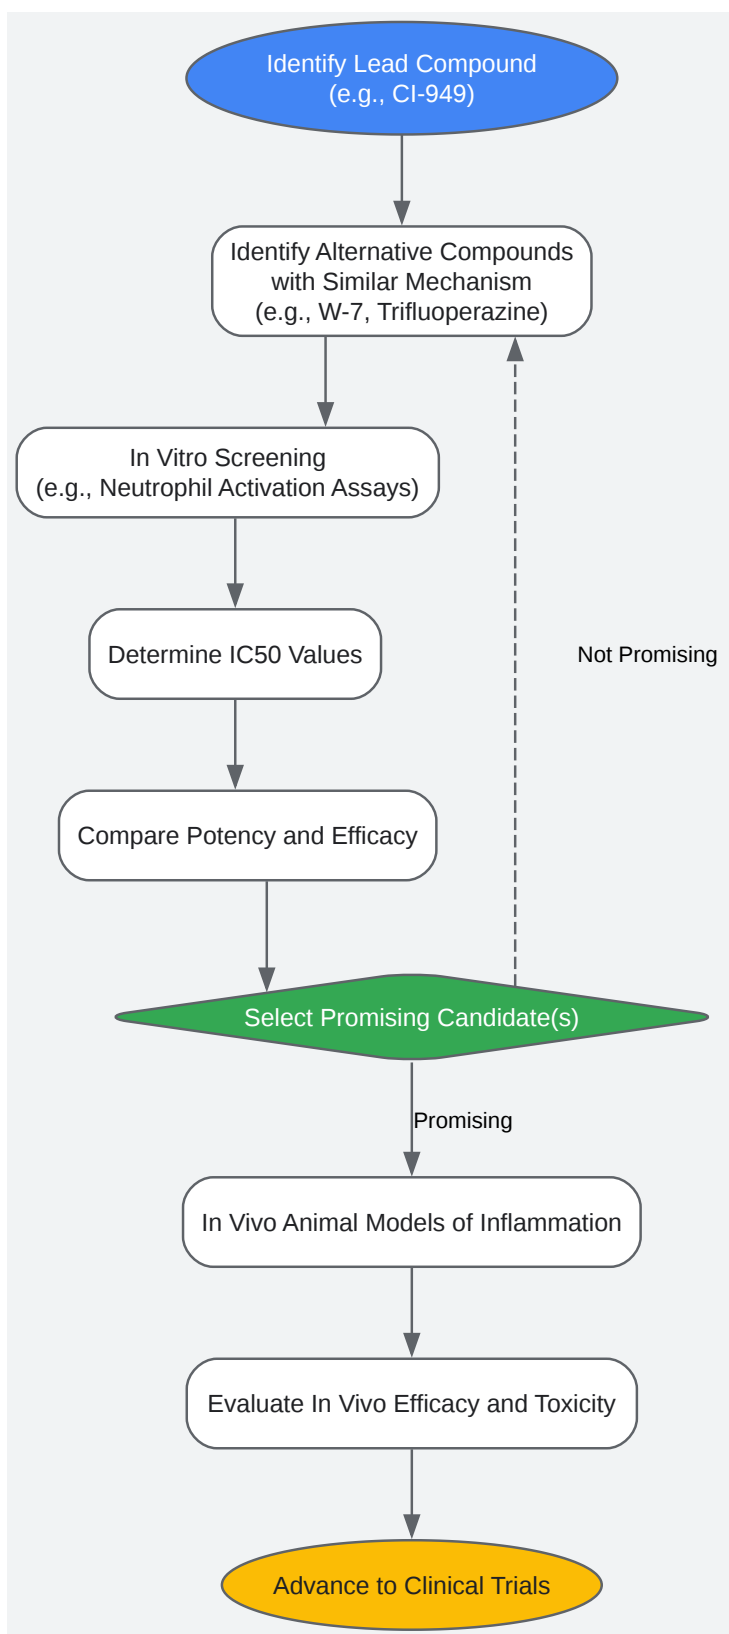 Identify Lead Compound
(e.g., CI-949)
Identify Alternative Compounds
with Similar Mechanism
(e.g., W-7, Trifluoperazine)
In Vitro Screening
(e.g., Neutrophil Activation Assays)
Determine IC50 Values
Not Promising
Compare Potency and Efficacy
Select Promising Candidate(s)
Promising
In Vivo Animal Models of Inflammation
Evaluate In Vivo Efficacy and Toxicity
Advance to Clinical Trials